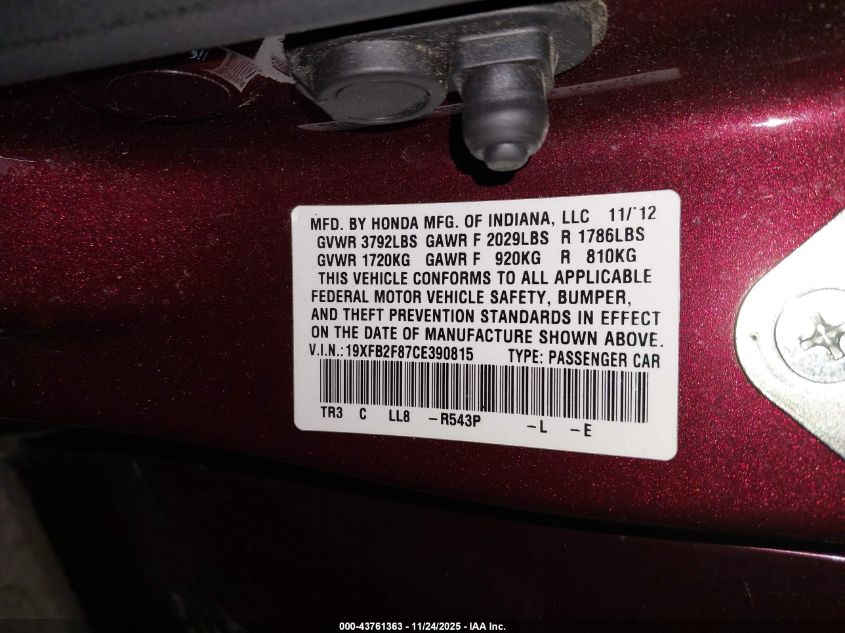 MFD. BY HONDA MFG. OF INDIANA, LLC 11/'12
GVWR 3792LBS GAWR F 2029LBS R 1786LBS
GVWR 1720KG GAWR F 920KG R 810KG
THIS VEHICLE CONFORMS TO ALL APPLICABLE
FEDERAL MOTOR VEHICLE SAFETY, BUMPER,
AND THEFT PREVENTION STANDARDS IN EFFECT
ON THE DATE OF MANUFACTURE SHOWN ABOVE.
V.I.N.:19XFB2F87CE390815 TYPE: PASSENGER CAR
TR3 C LL8 -R543P -L -E
000-43761363 - 11/24/2025 - IAA Inc.